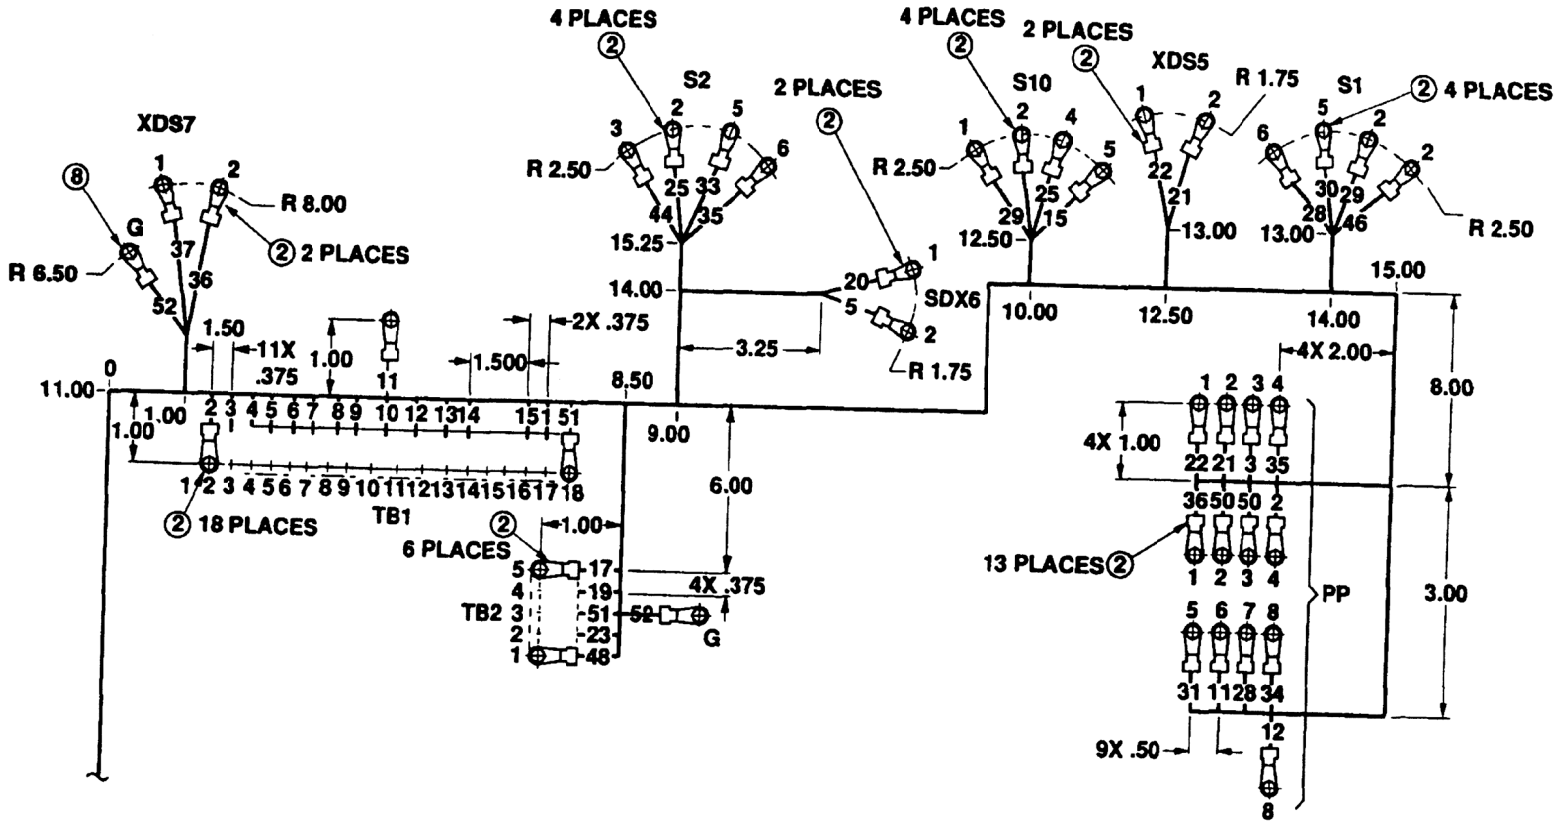 4 PLACES
2
S2
2
5
3
6
R 2.50
25
33
44
35
15.25
2 PLACES
2
4 PLACES
2
S10
2
4
1
5
R 2.50
25
29
15
12.50
2 PLACES
2
XDS5
1
2
R 1.75
22
21
13.00
S1
2 4 PLACES
5
2
6
2
30
29
28
46
13.00
R 2.50
XDS7
1
2
8
G
R 8.00
2 2 PLACES
R 6.50
37
36
52
14.00
20
1
SDX6
5
2
R 1.75
3.25
10.00
12.50
14.00
15.00
1.50
11X
.375
1.00
11
2X .375
1.500
0
11.00
8.50
9.00
1.00
1.00
2 3 4 5 6 7 8 9 10 12 13 14 15 1 51
1 2 3 4 5 6 7 8 9 10 11 12 13 14 15 16 17 18
TB1
2 18 PLACES
2
6 PLACES
1.00
6.00
4X .375
5 17
4 19
TB2 3 51 52
G
2 23
1 48
4X 2.00
8.00
1 2 3 4
4X 1.00
22 21 3 35
36 50 50 2
13 PLACES 2
1 2 3 4
PP
3.00
5 6 7 8
31 11 28 34
12
9X .50
8